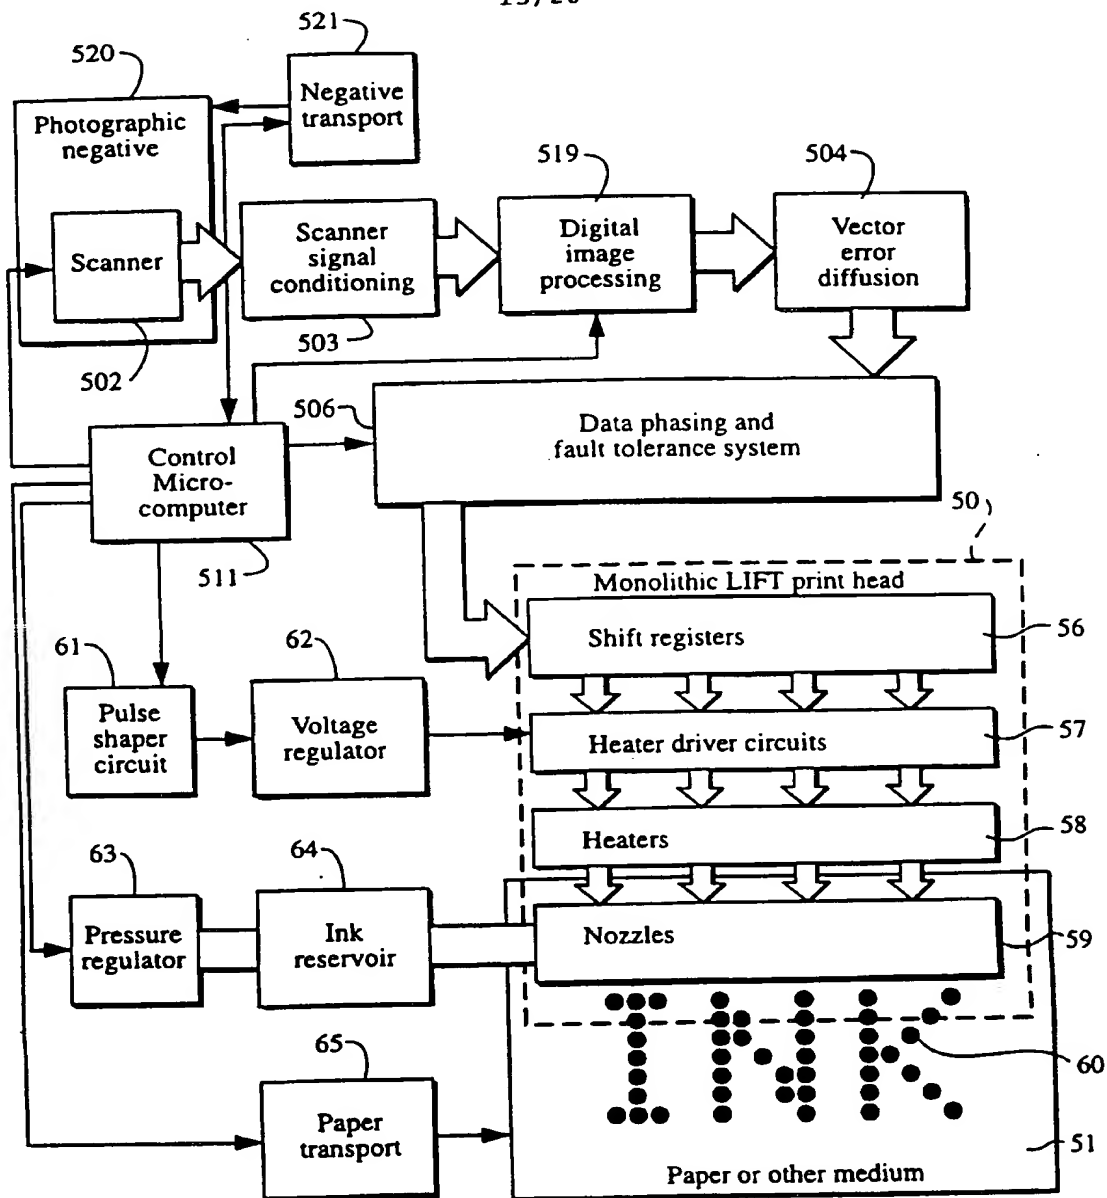 521
520
Negative
transport
Photographic
negative
519
504
Scanner
Scanner
signal
conditioning
Digital
image
processing
Vector
error
diffusion
502
503
506
Data phasing and
fault tolerance system
Control
Micro-
computer
511
50
Monolithic LIFT print head
Shift registers
56
61
62
Pulse
shaper
circuit
Voltage
regulator
Heater driver circuits
57
Heaters
58
63
64
Pressure
regulator
Ink
reservoir
Nozzles
59
INK
60
65
Paper
transport
51
Paper or other medium